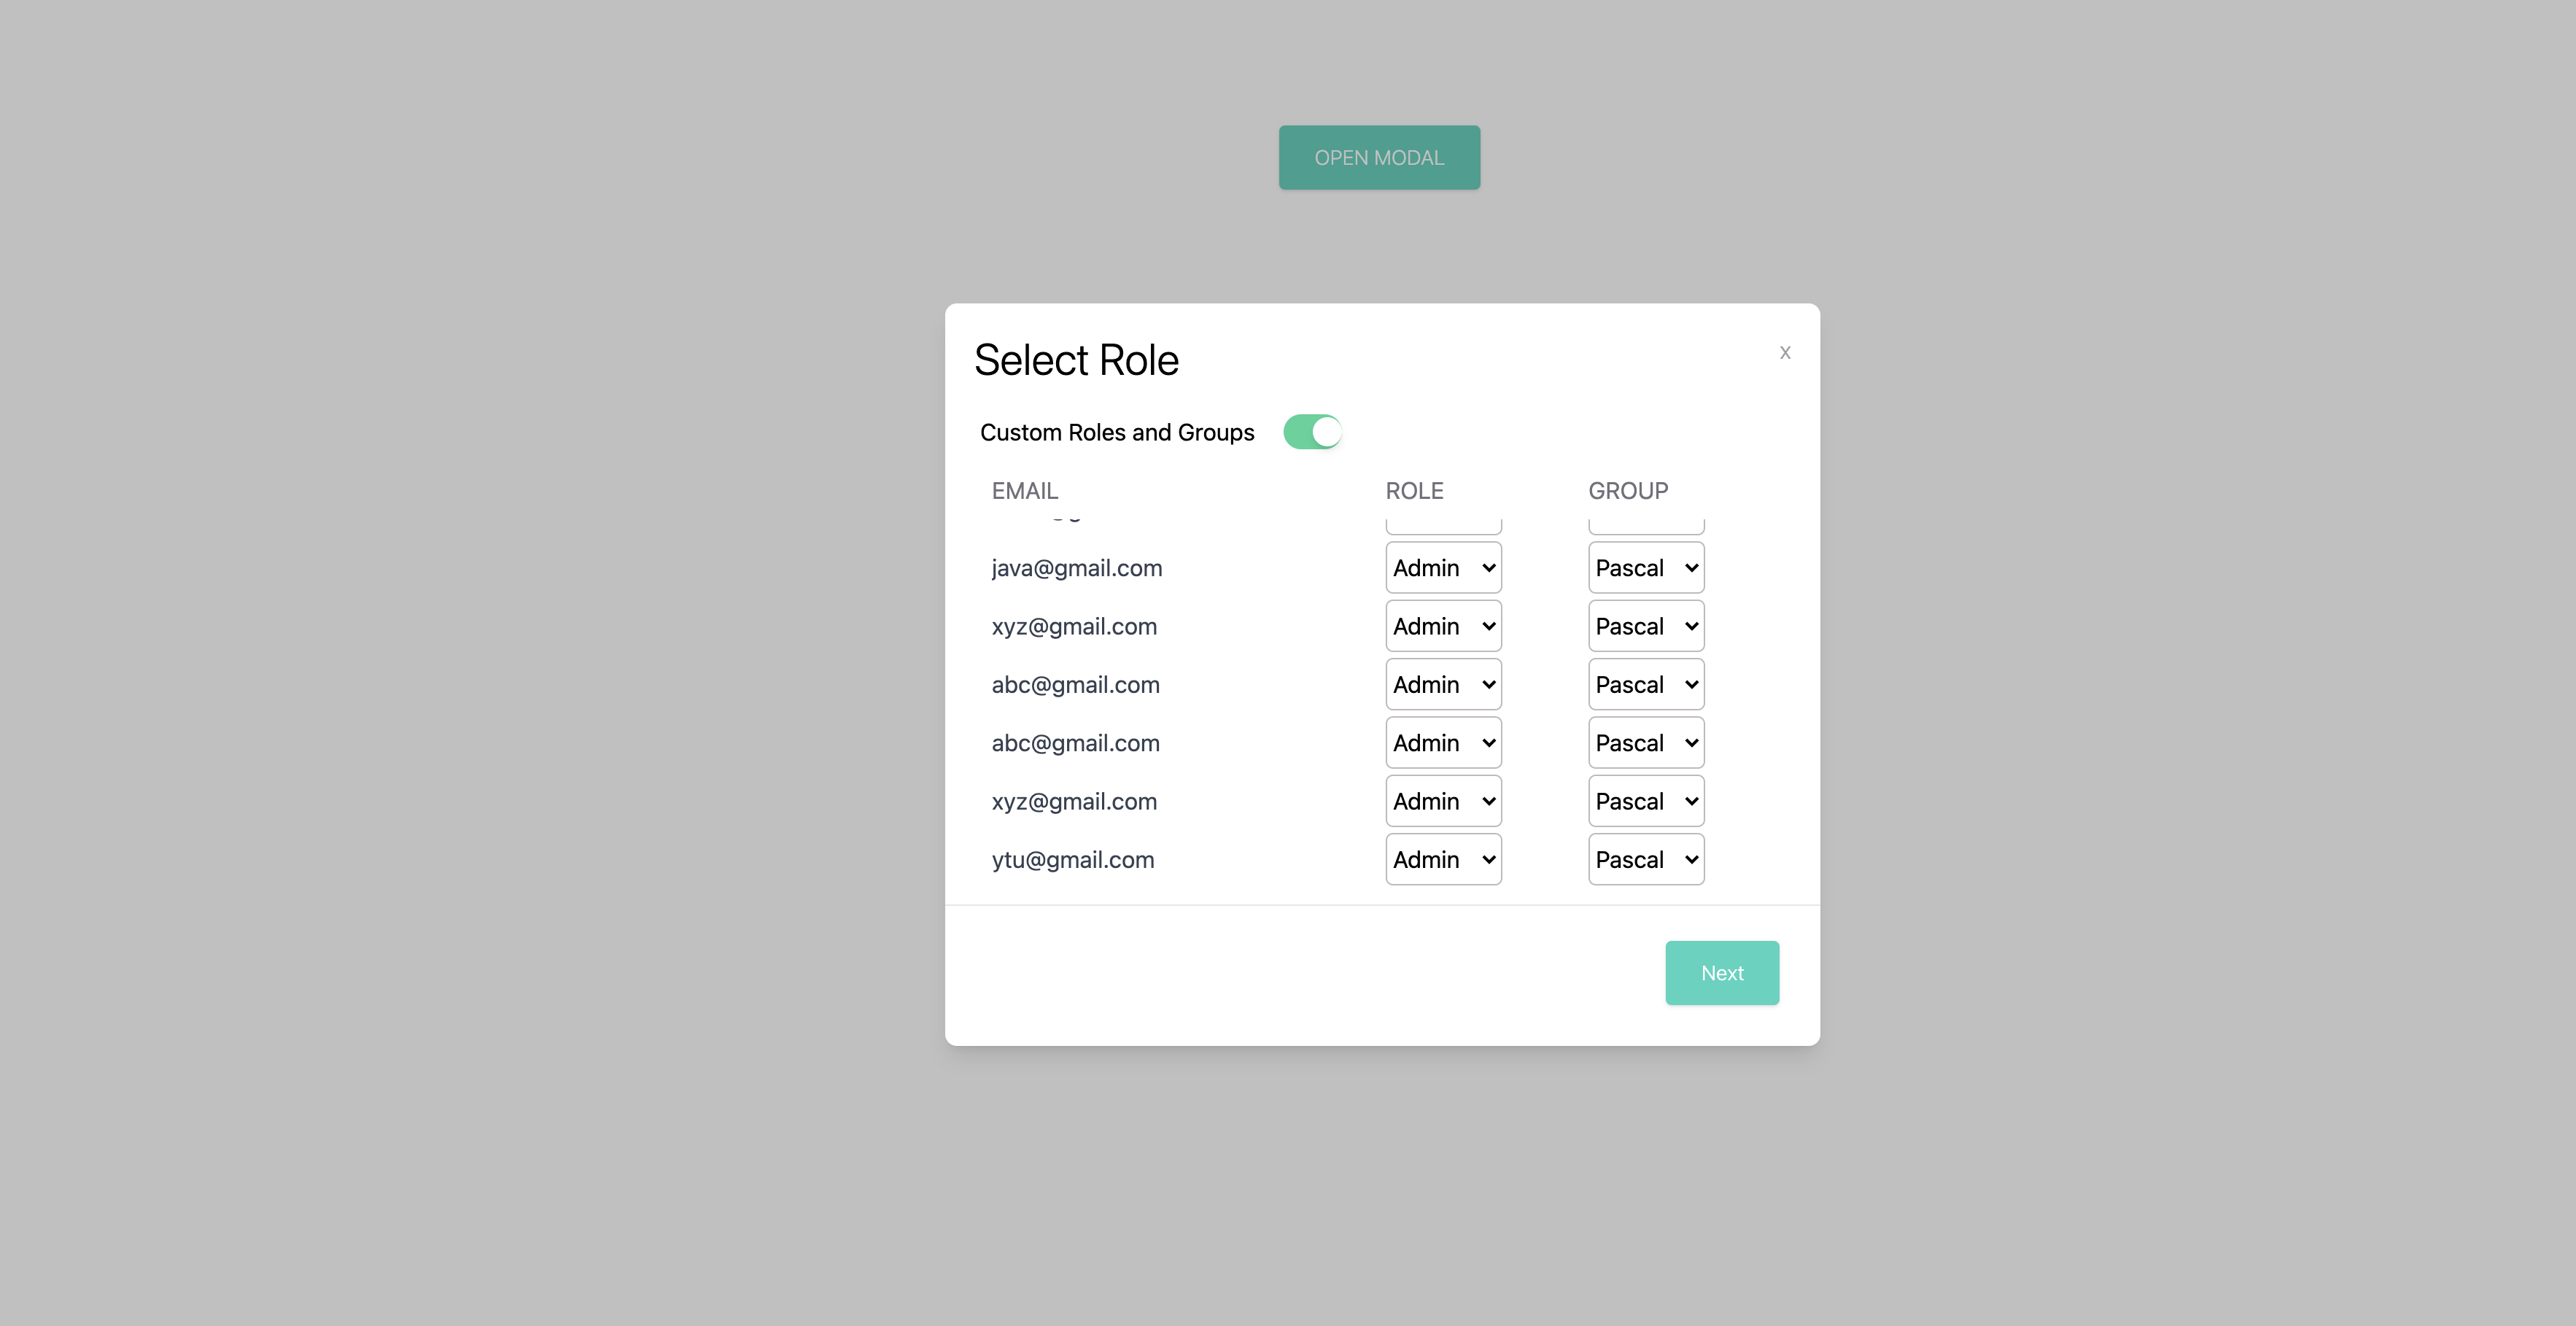 OPEN MODAL
Select Role
x
Custom Roles and Groups
EMAIL ROLE GROUP
java@gmail.com Admin Pascal
xyz@gmail.com Admin Pascal
abc@gmail.com Admin Pascal
abc@gmail.com Admin Pascal
xyz@gmail.com Admin Pascal
ytu@gmail.com Admin Pascal
Next